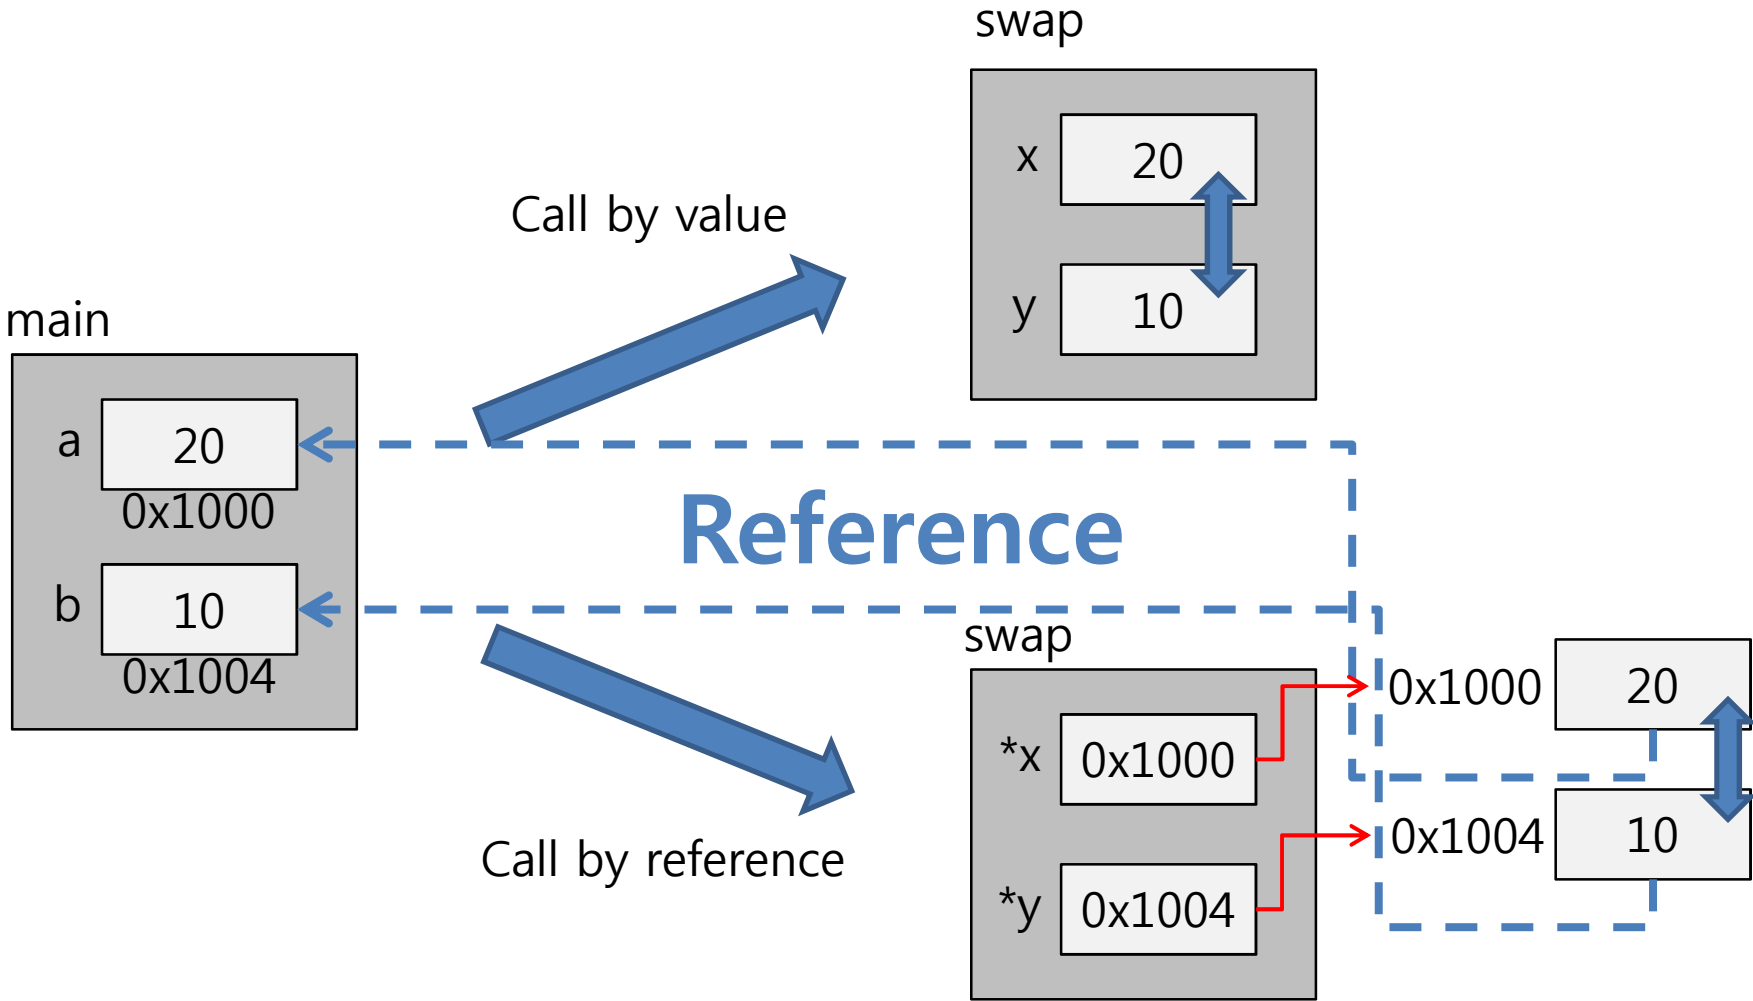 swap
x
20
Call by value
y
10
main
a
20
0x1000
Reference
b
10
0x1004
swap
0x1000
20
*x
0x1000
Call by reference
0x1004
10
*y
0x1004